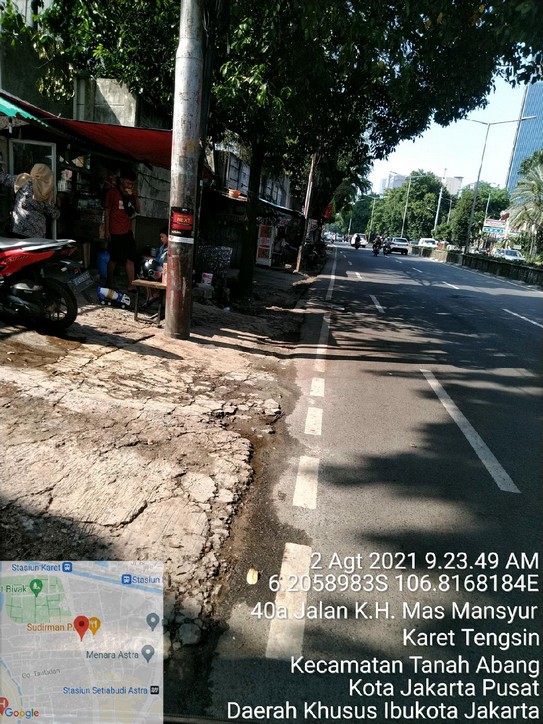 2 Agt 2021 9.23.49 AM
6.2058983S 106.8168184E
40a Jalan K.H. Mas Mansyur
Karet Tengsin
Kecamatan Tanah Abang
Kota Jakarta Pusat
Daerah Khusus Ibukota Jakarta
Stasiun Karet
Stasiun
Sudirman P
Menara Astra
Stasiun Setiabudi Astra
Google